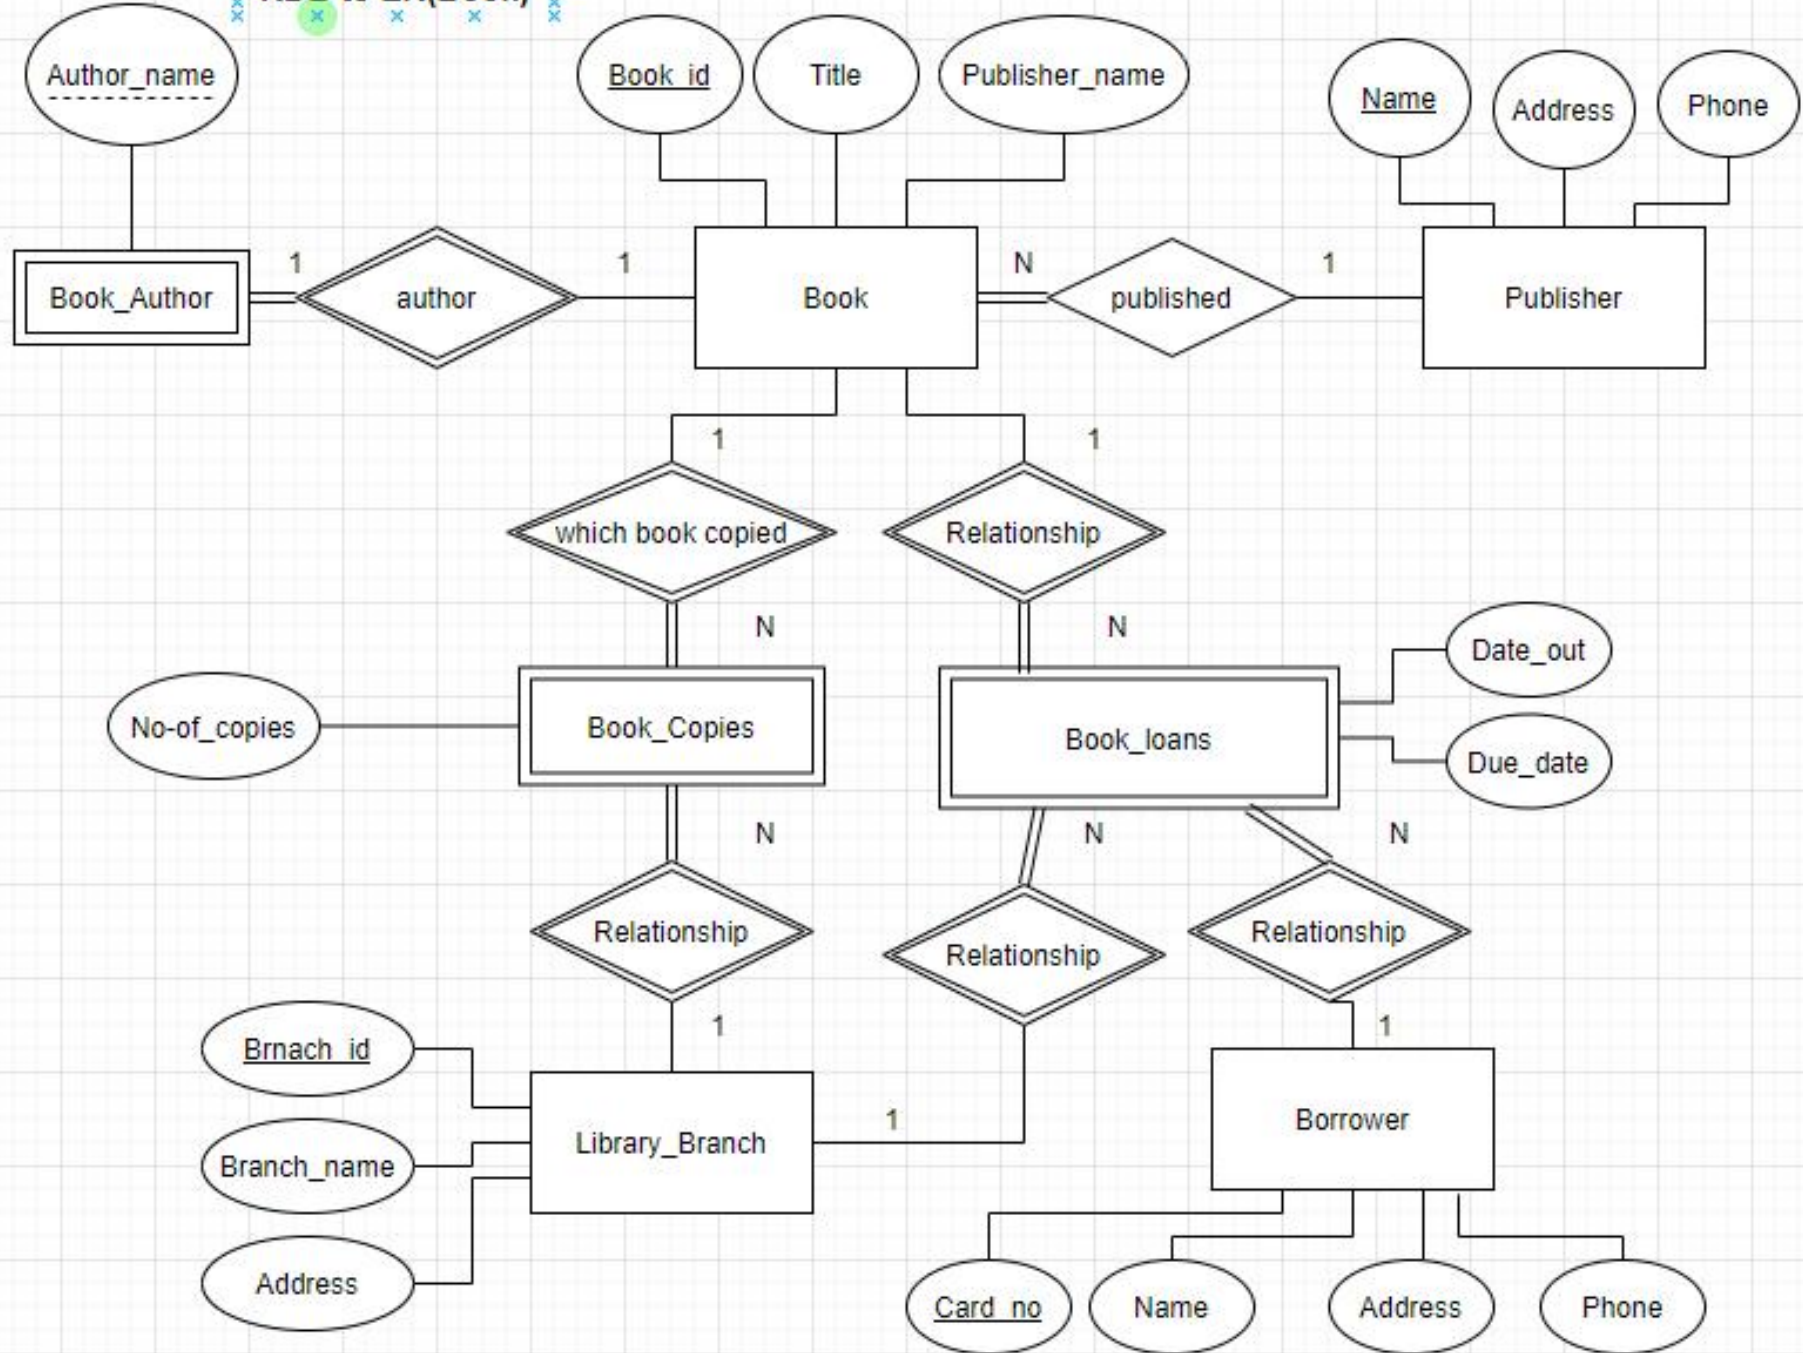 Author_name
Book_id
Title
Publisher_name
Name
Address
Phone
Book_Author
1
author
1
Book
N
published
1
Publisher
1
1
which book copied
Relationship
N
N
Date_out
No-of_copies
Book_Copies
Book_loans
Due_date
N
N
N
Relationship
Relationship
Relationship
1
1
Brnach_id
Library_Branch
1
Borrower
Branch_name
Address
Card_no
Name
Address
Phone